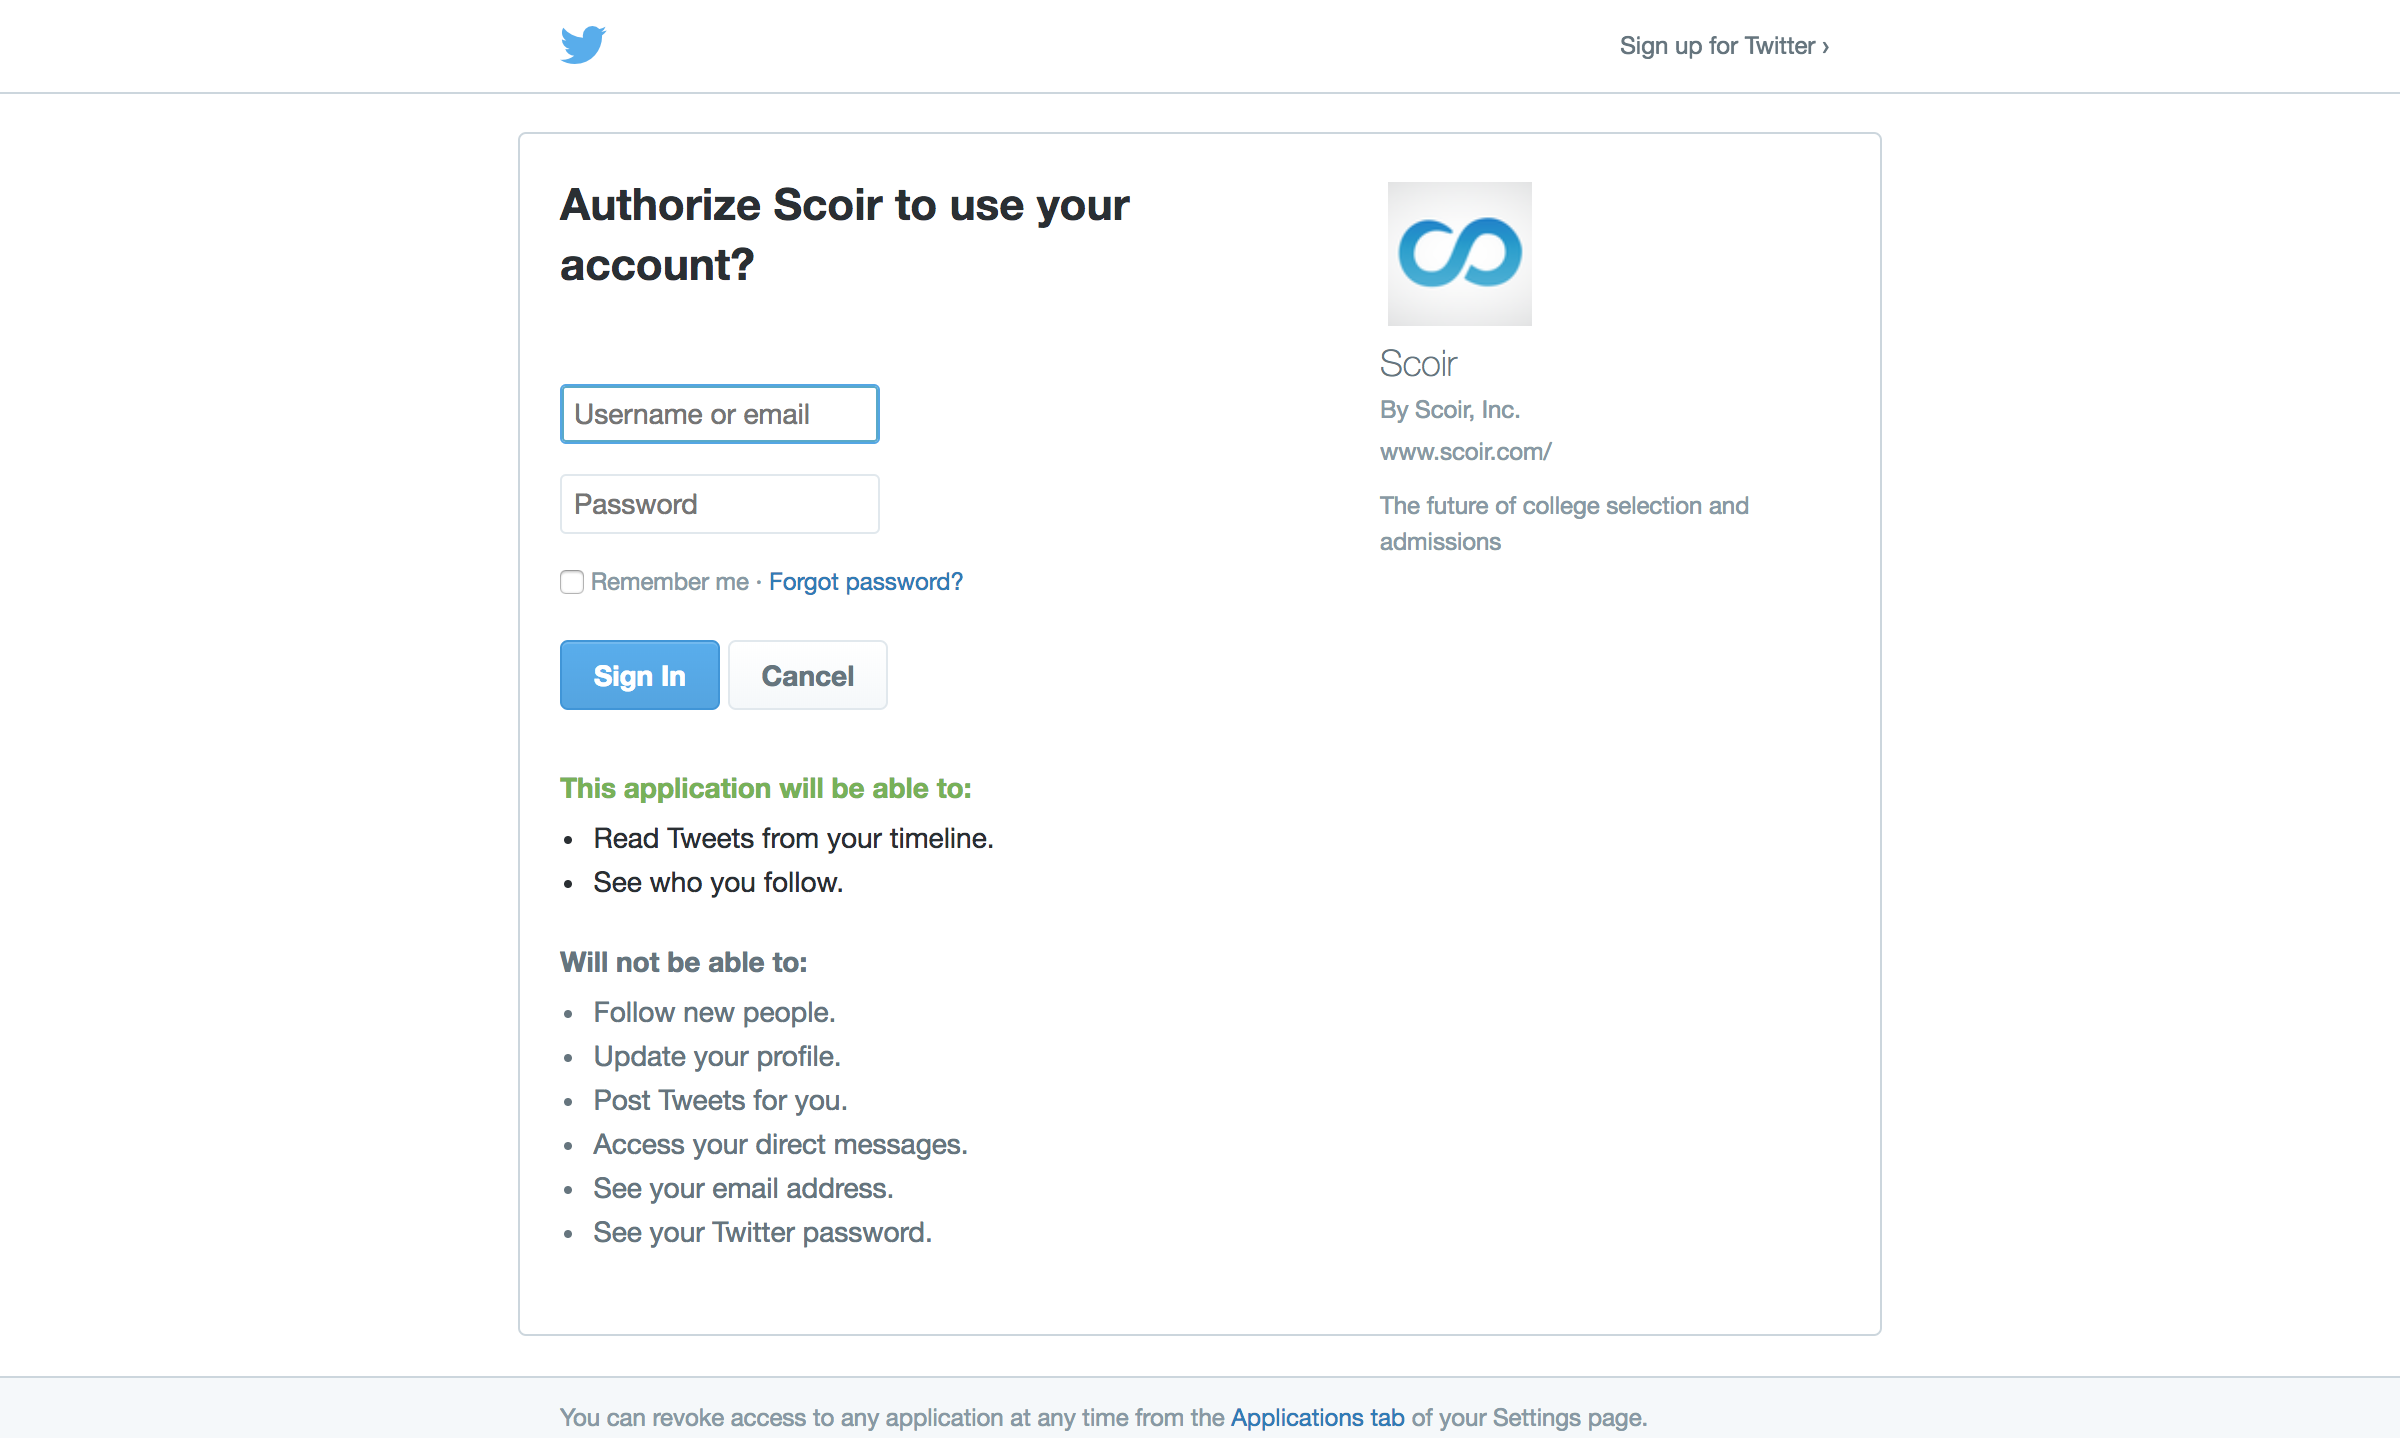 Sign up for Twitter ›
Authorize Scoir to use your
account?
Username or email
Password
Remember me · Forgot password?
Sign In
Cancel
This application will be able to:
• Read Tweets from your timeline.
• See who you follow.
Will not be able to:
• Follow new people.
• Update your profile.
• Post Tweets for you.
• Access your direct messages.
• See your email address.
• See your Twitter password.
Scoir
By Scoir, Inc.
www.scoir.com/
The future of college selection and
admissions
You can revoke access to any application at any time from the Applications tab of your Settings page.